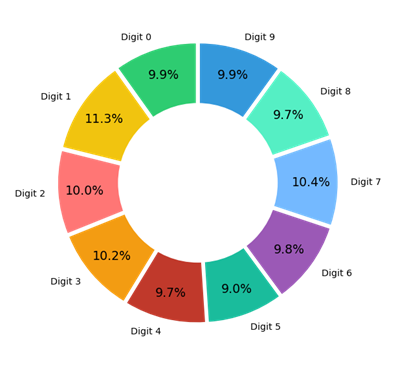 Digit 0
9.9%
Digit 1
11.3%
Digit 2
10.0%
Digit 3
10.2%
Digit 4
9.7%
Digit 5
9.0%
Digit 6
9.8%
Digit 7
10.4%
Digit 8
9.7%
Digit 9
9.9%